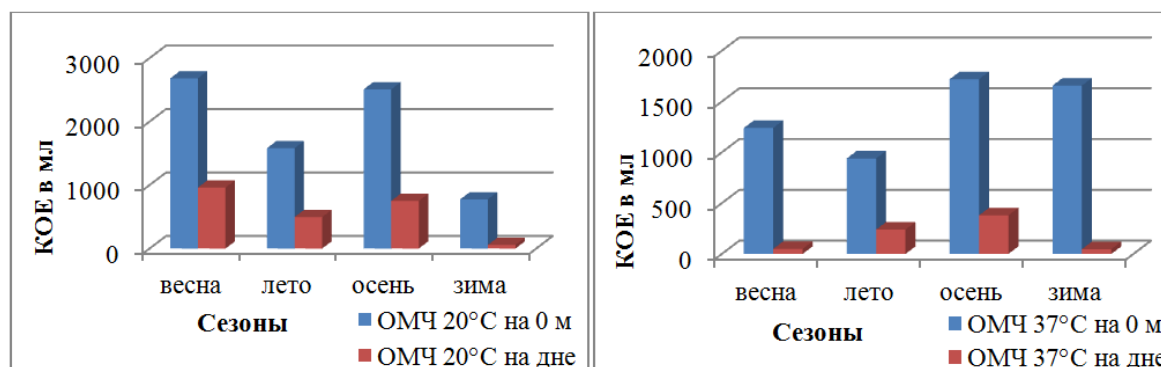 3000
2000
1000
0
КОЕ в мл
весна лето осень зима
Сезоны
ОМЧ 20°С на 0 м
ОМЧ 20°С на дне
2000
1500
1000
500
0
КОЕ в мл
весна лето осень зима
Сезоны
ОМЧ 37°С на 0 м
ОМЧ 37°С на дне